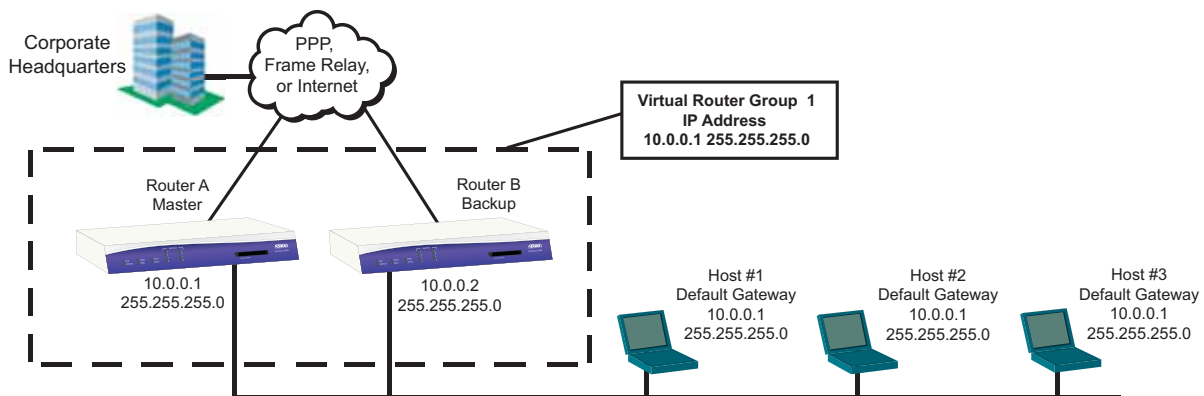 Corporate
Headquarters
PPP,
Frame Relay,
or Internet
Virtual Router Group 1
IP Address
10.0.0.1 255.255.255.0
Router A
Master
Router B
Backup
10.0.0.1
255.255.255.0
10.0.0.2
255.255.255.0
Host #1
Default Gateway
10.0.0.1
255.255.255.0
Host #2
Default Gateway
10.0.0.1
255.255.255.0
Host #3
Default Gateway
10.0.0.1
255.255.255.0